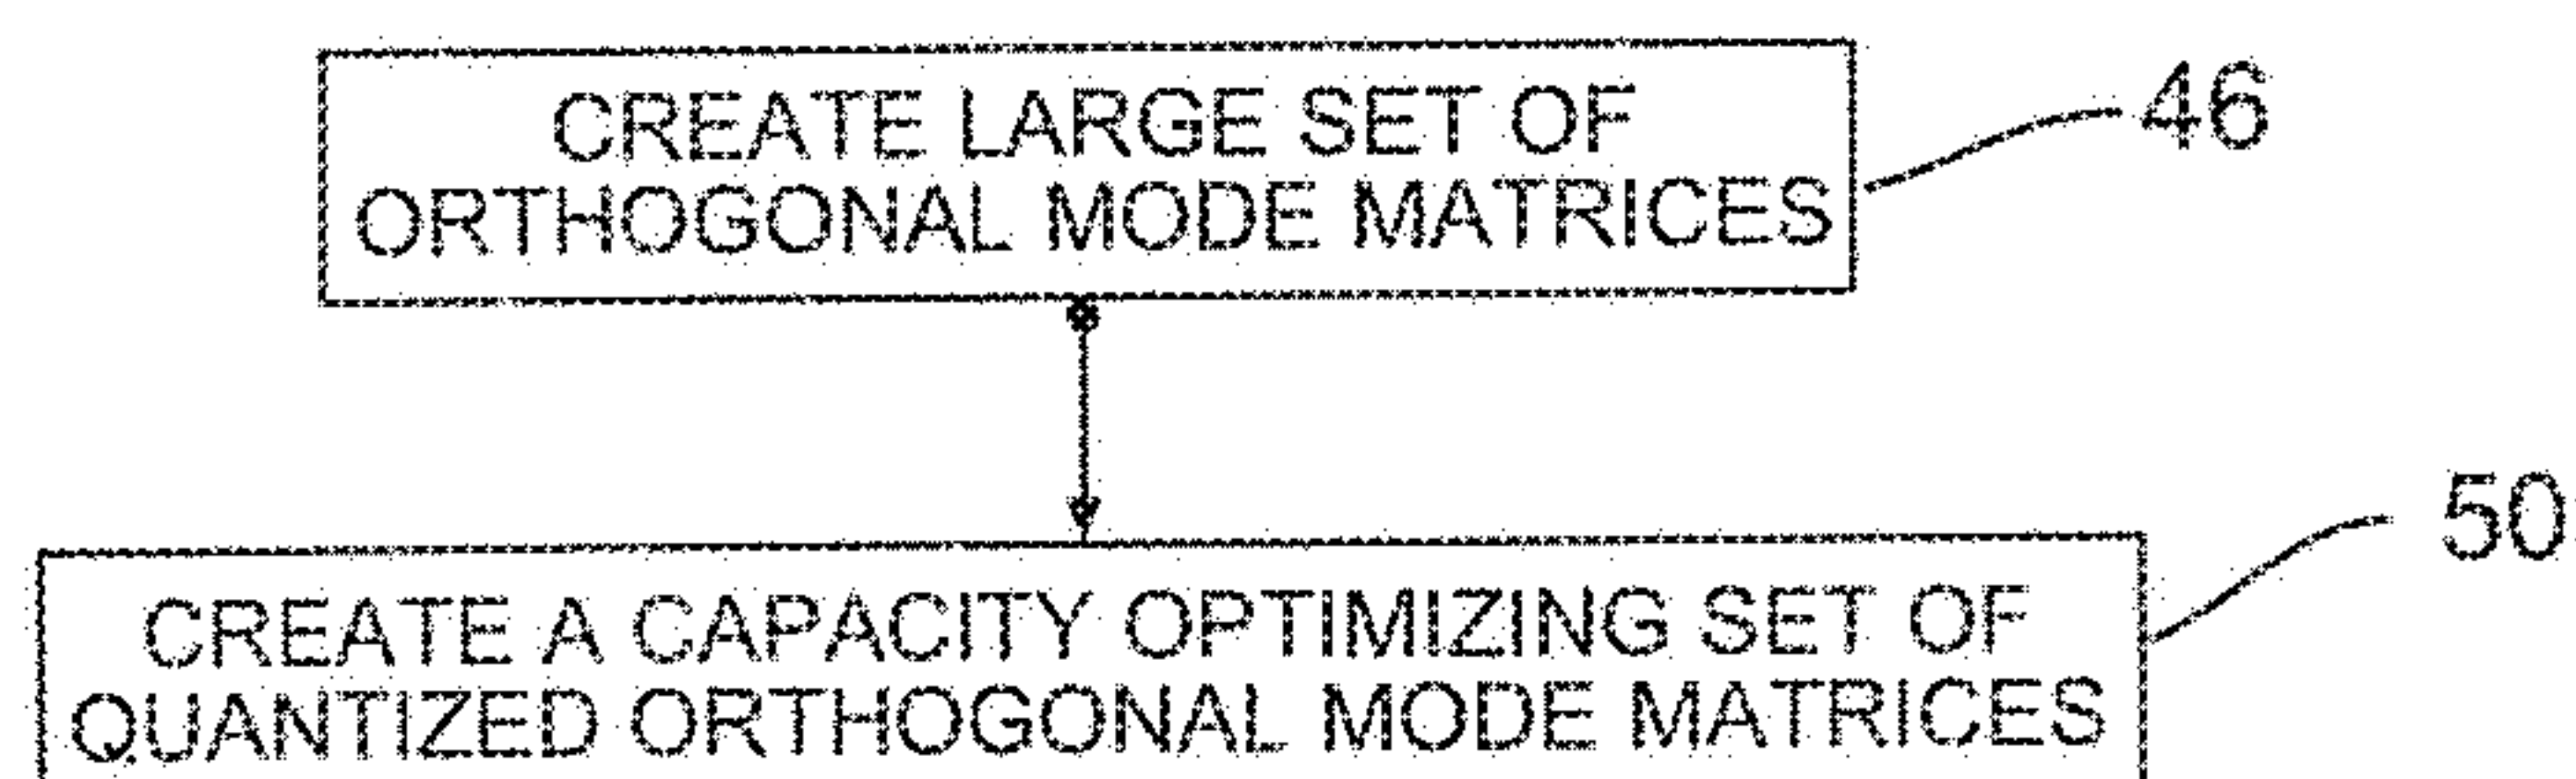 CREATE LARGE SET OF
ORTHOGONAL MODE MATRICES
46
50
CREATE A CAPACITY OPTIMIZING SET OF
QUANTIZED ORTHOGONAL MODE MATRICES